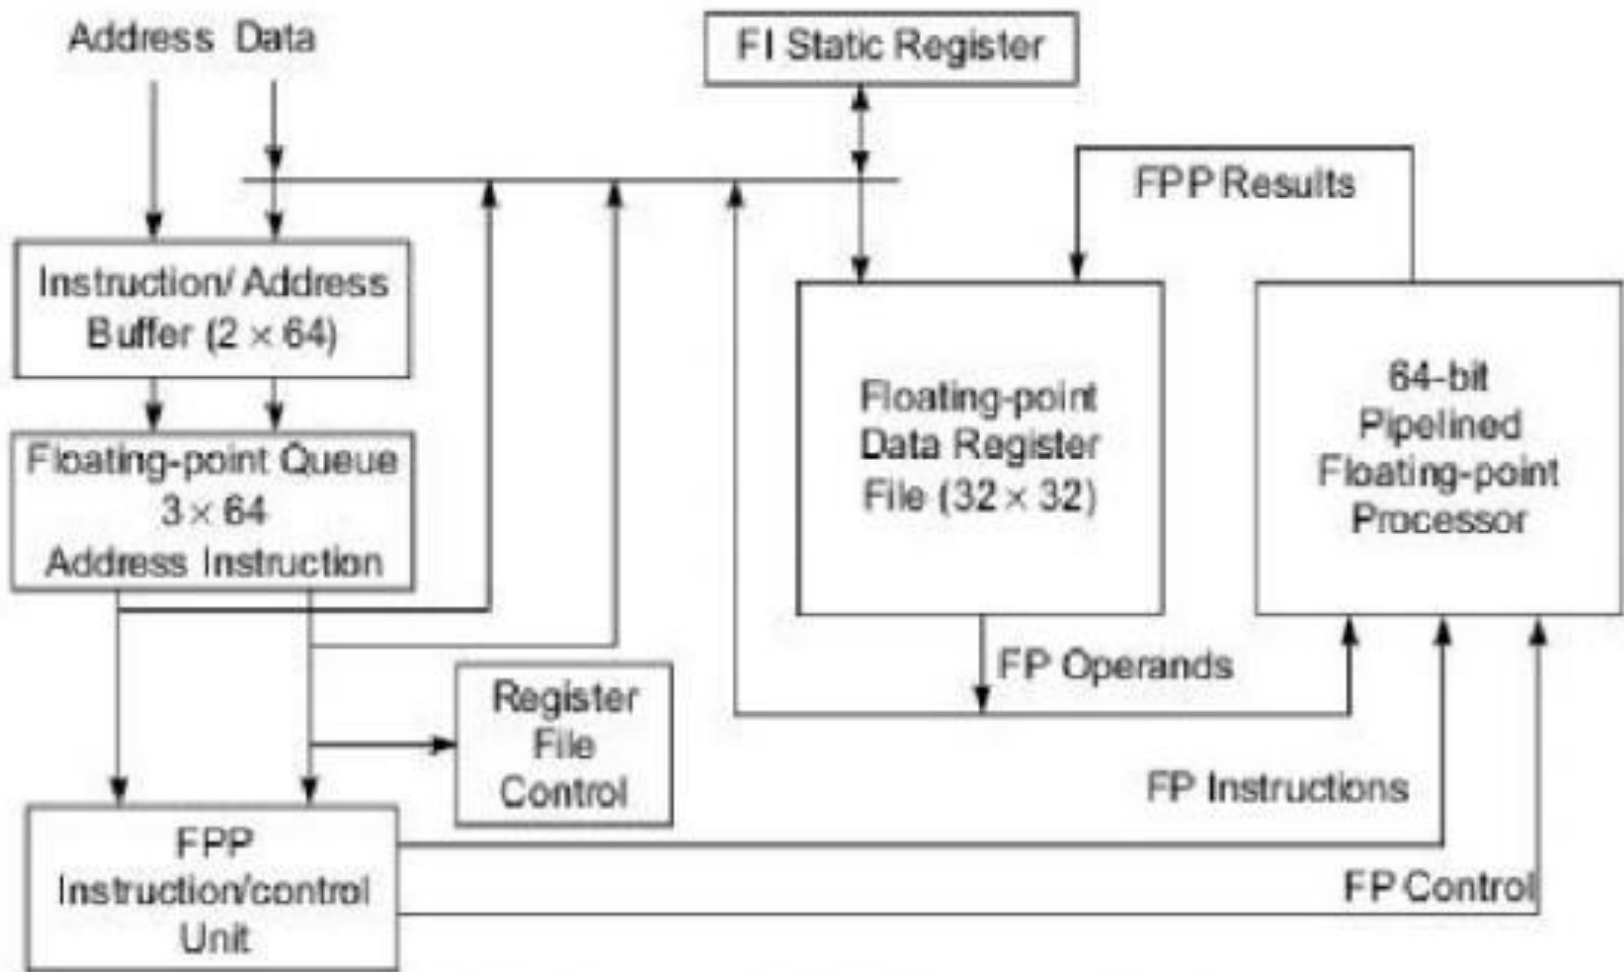 Address Data
FI Static Register
FPP Results
Instruction/ Address
Buffer (2 × 64)
Floating-point Queue
3 × 64
Address Instruction
Floating-point
Data Register
File (32 × 32)
64-bit
Pipelined
Floating-point
Processor
FP Operands
Register
File
Control
FP Instructions
FPP
Instruction/control
Unit
FP Control